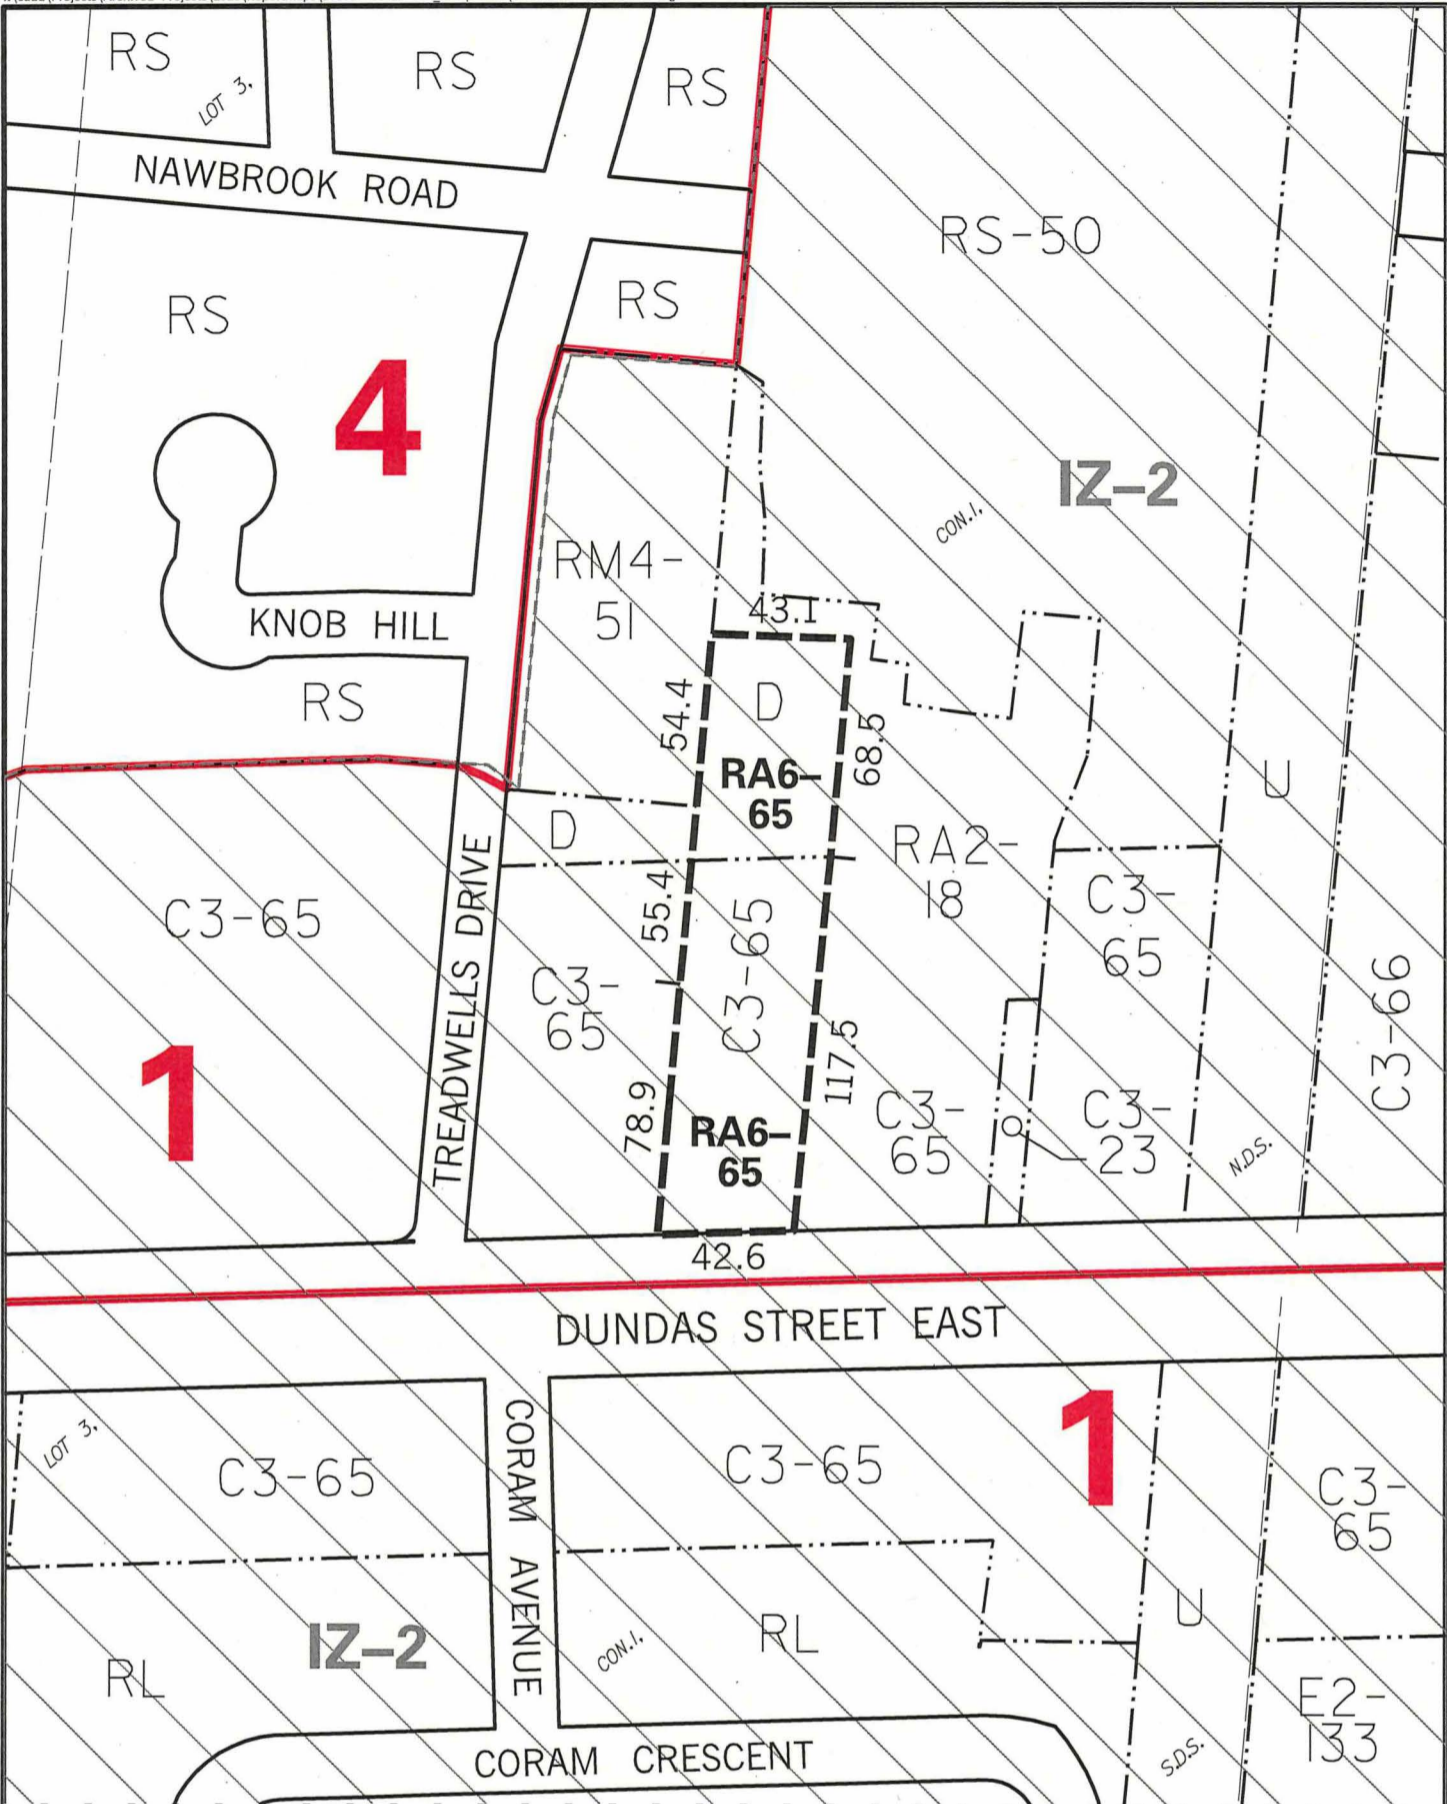 RS
LOT 3,
RS
RS
NAWBROOK ROAD
RS-50
RS
RS
4
IZ-2
CON.1,
RM4-
51
43.1
KNOB HILL
RS
54.4
D
68.5
RA6-
65
U
D
RA2-
18
C3-65
TREADWELLS DRIVE
55.4
C3-65
C3-
65
C3-
65
C3-66
1
78.9
117.5
RA6-
65
C3-
65
C3-
23
N.D.S.
42.6
DUNDAS STREET EAST
LOT 3,
C3-65
CORAM AVENUE
C3-65
1
C3-
65
IZ-2
RL
CON.1,
RL
U
E2-
133
S.D.S.
CORAM CRESCENT